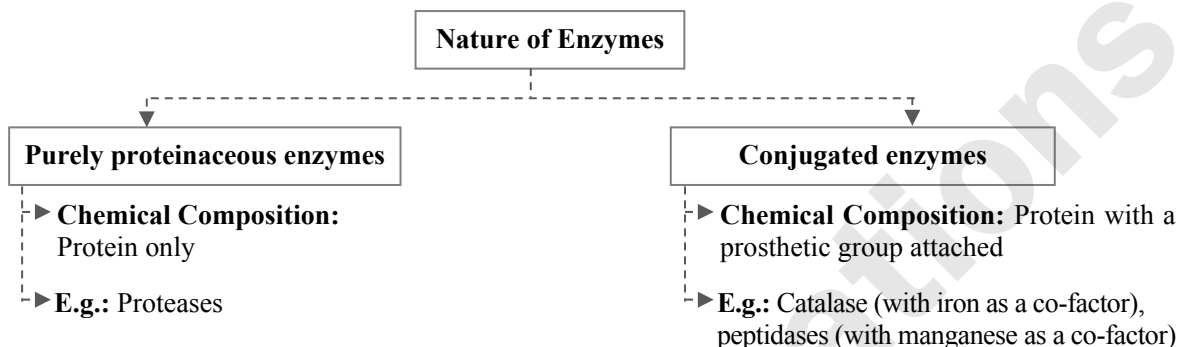 Nature of Enzymes
Purely proteinaceous enzymes
Chemical Composition:
Protein only
E.g.: Proteases
Conjugated enzymes
Chemical Composition: Protein with a
prosthetic group attached
E.g.: Catalase (with iron as a co-factor),
peptidases (with manganese as a co-factor)